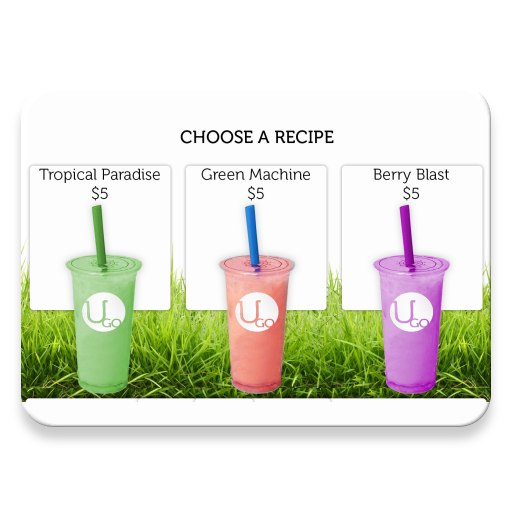 CHOOSE A RECIPE
Tropical Paradise
$5
Green Machine
$5
Berry Blast
$5
UGO
UGO
UGO